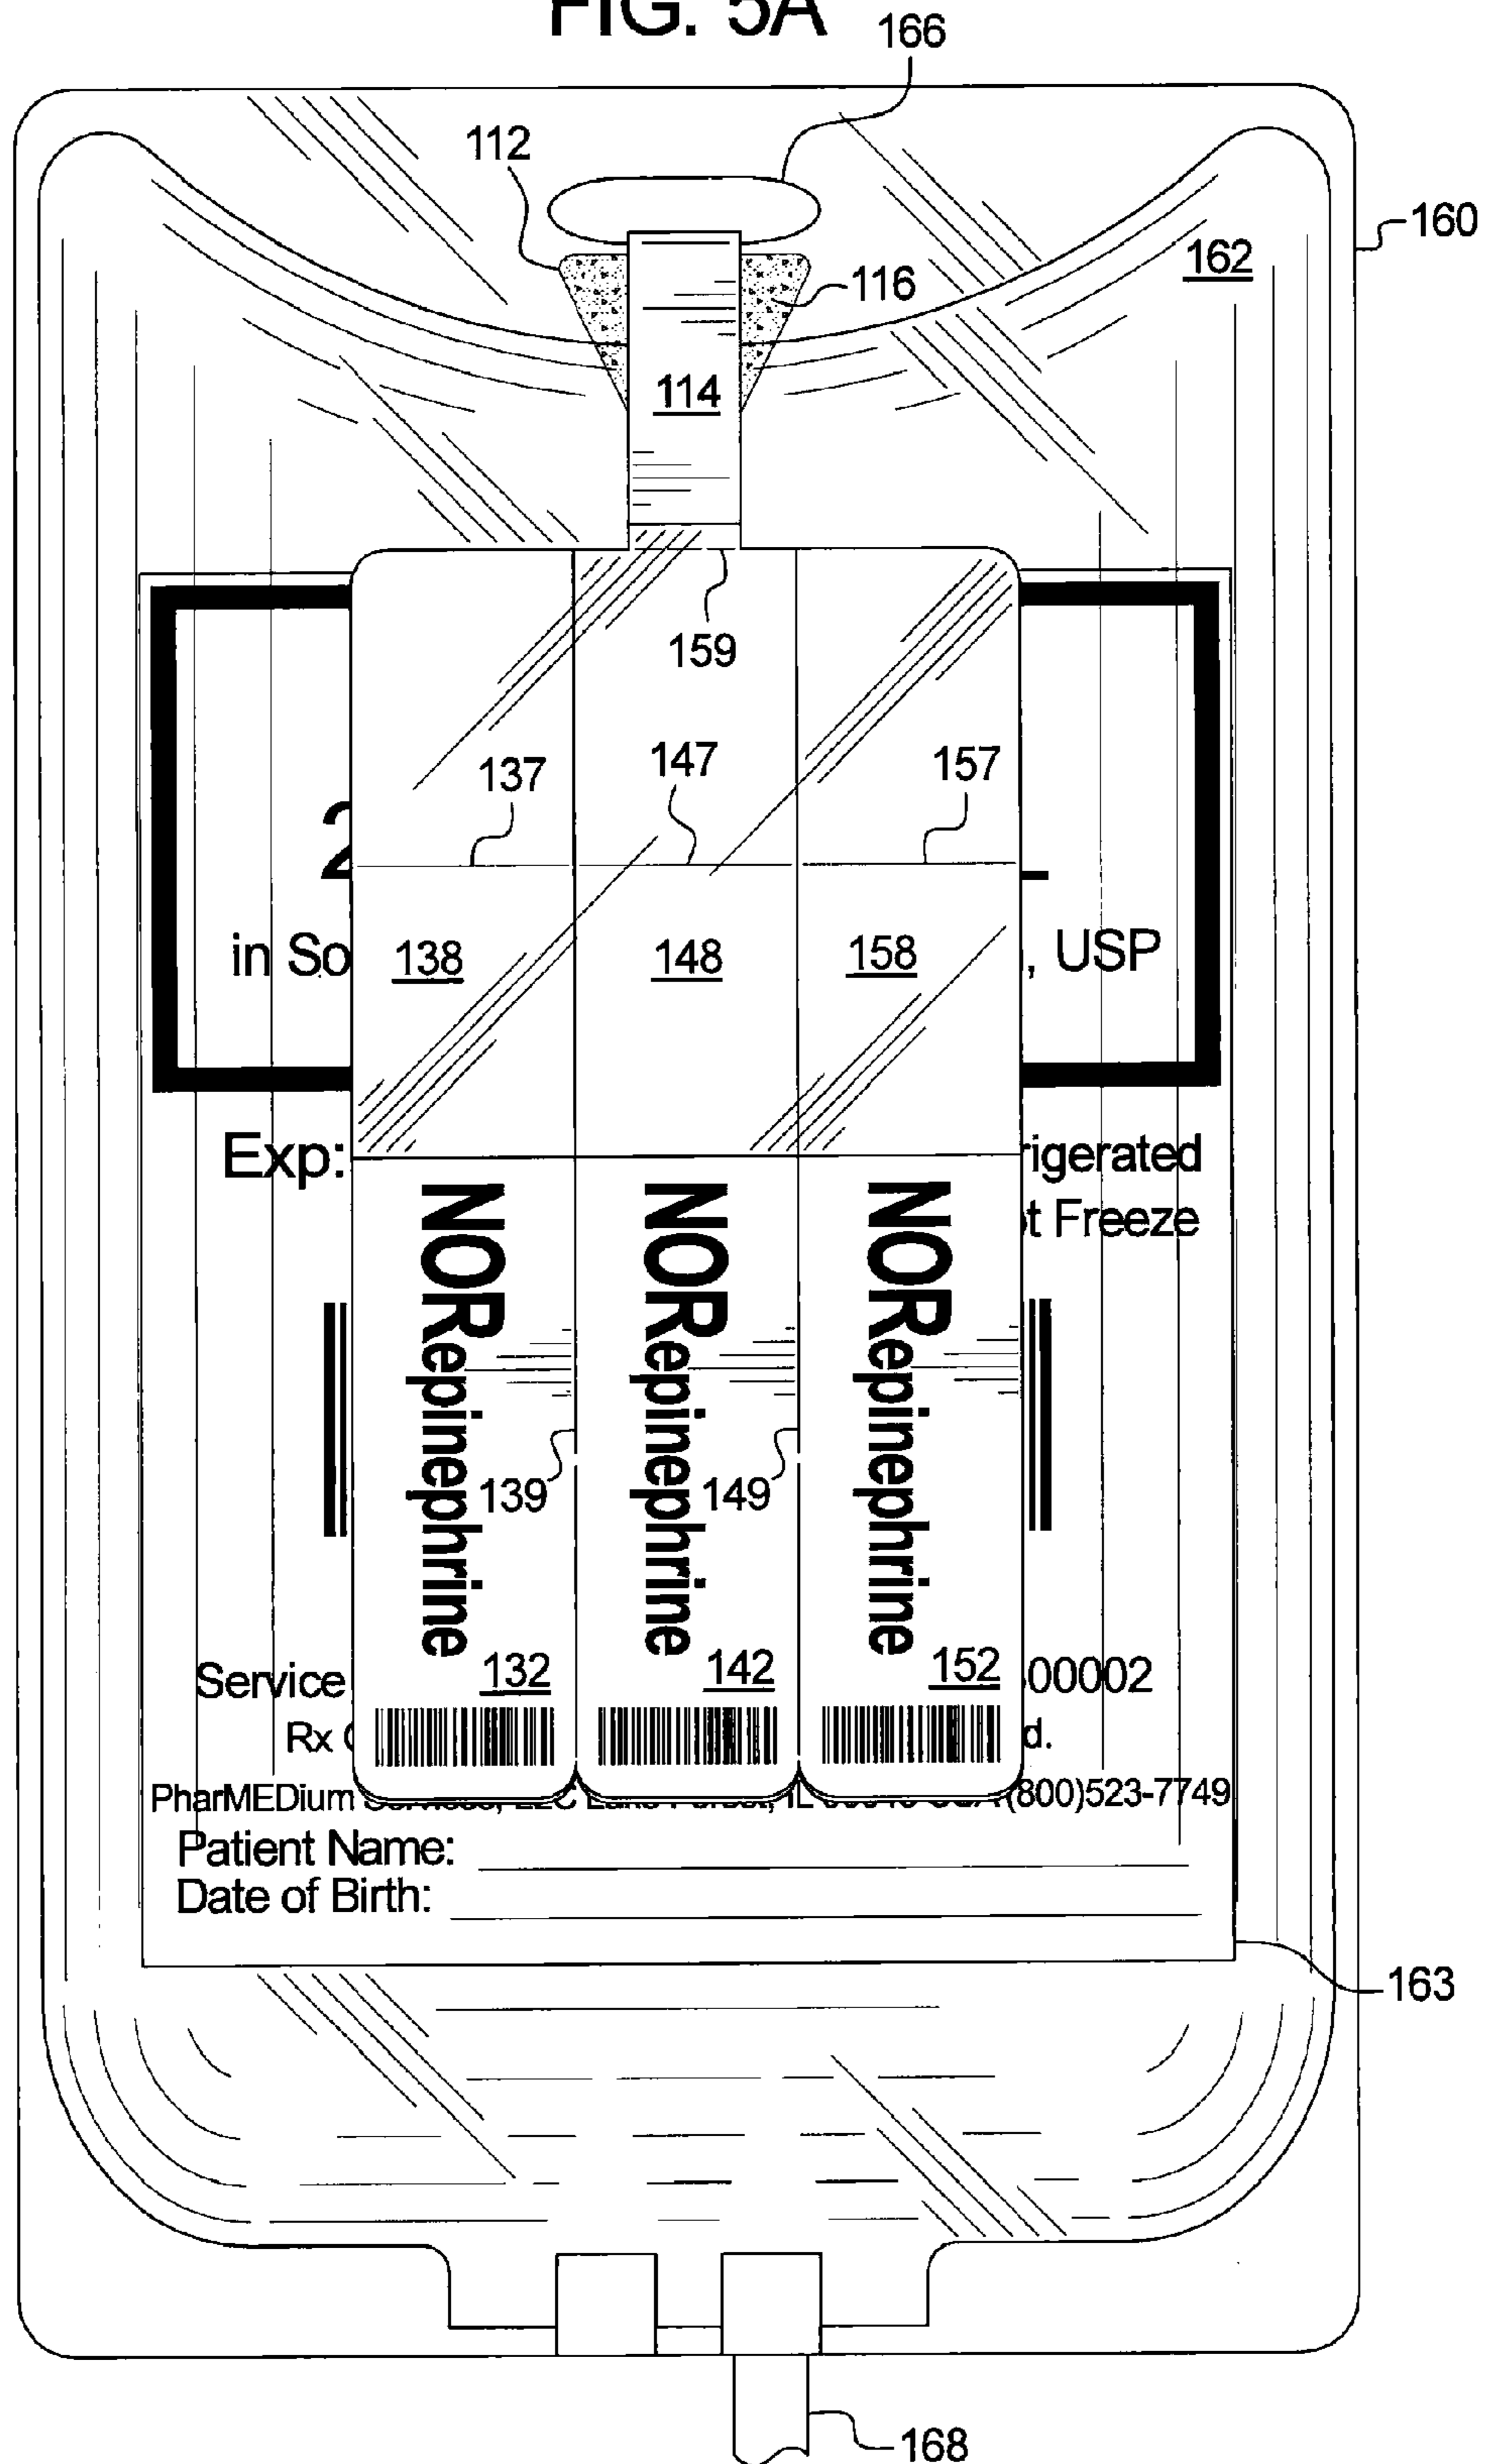 FIG. 5A
166
112
160
162
116
114
159
137
147
157
2
in So
138
148
158
, USP
Exp:
rigerated
t Freeze
NORepinephrine
NORepinephrine
NORepinephrine
139
149
132
142
152
Service
00002
Rx
d.
PharMEDium
(800)523-7749
Patient Name:
Date of Birth:
163
168